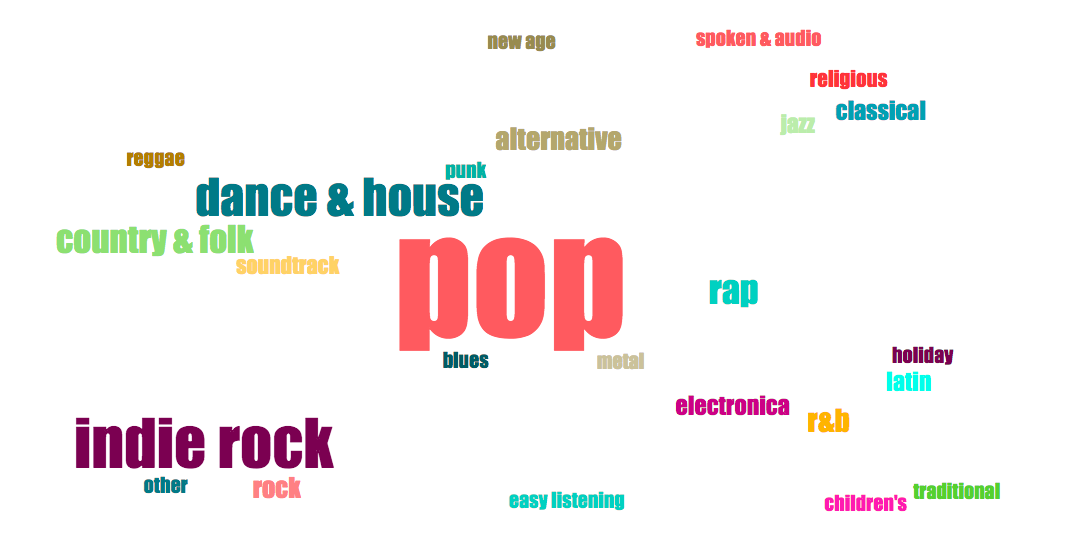 new age
spoken & audio
religious
classical
jazz
alternative
reggae
punk
dance & house
country & folk
soundtrack
pop
rap
blues
metal
holiday
latin
electronica
r&b
indie rock
other
rock
easy listening
children's
traditional